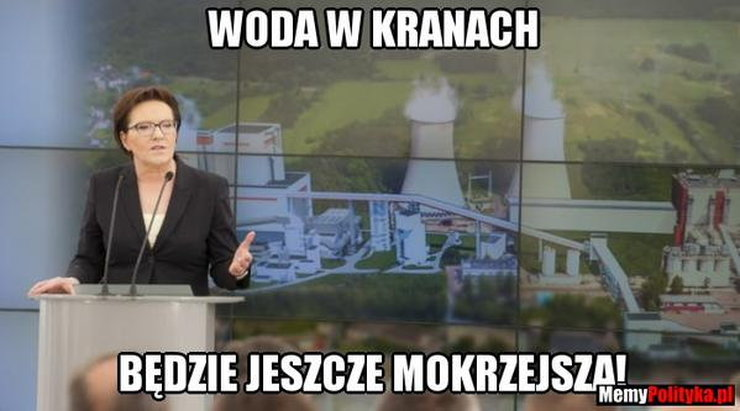 WODA W KRANACH
BĘDZIE JESZCZE MOKRZEJSZA!
MemyPolityka.pl